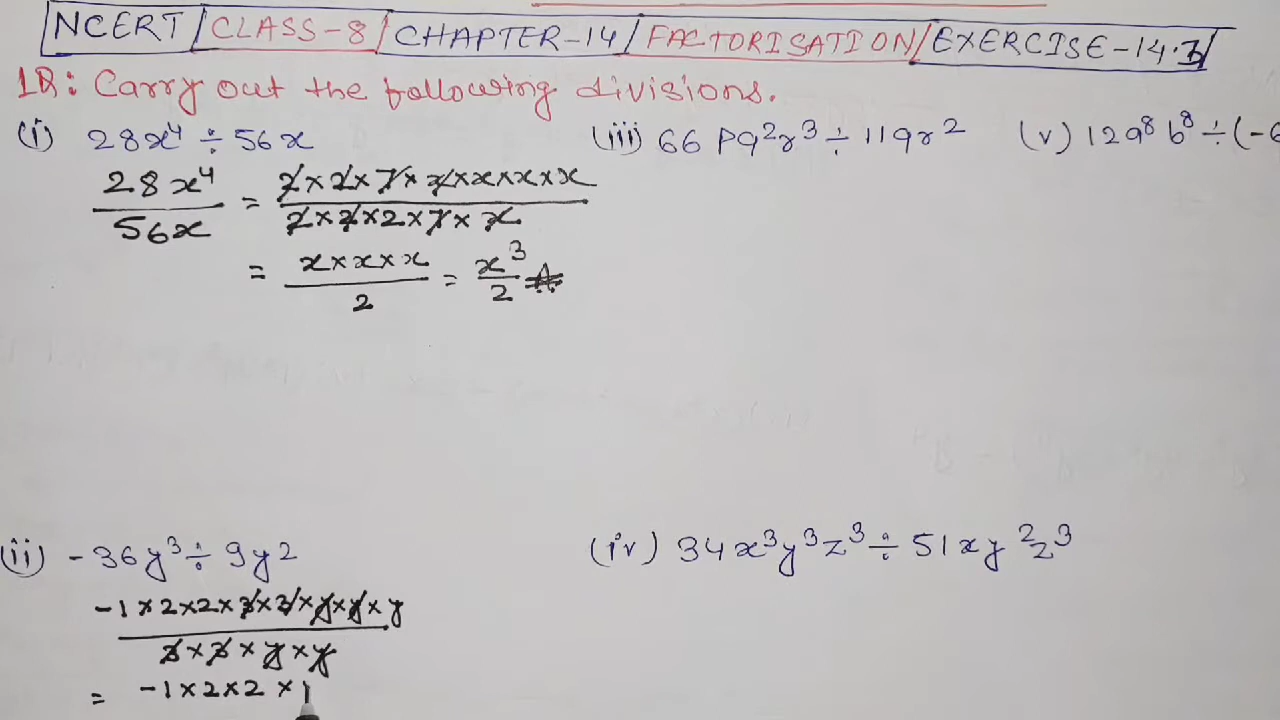 NCERT/CLASS-8/CHAPTER-14/FACTORISATION/EXERCISE-14.3/
1Q: Carry out the following divisions.
(i) 28x⁴ ÷ 56x
28x⁴/56x = 2×2×7×x×x×x×x/2×2×2×7×x
= x×x×x/2 = x³/2
(ii) -36y³ ÷ 9y²
-1×2×2×3×3×y×y×y/3×3×y×y
= -1×2×2×
(iii) 66 pq²r³ ÷ 11qr²
(iv) 34x³y³z³ ÷ 51xy²z³
(v) 12a⁸b⁸ ÷ (-6